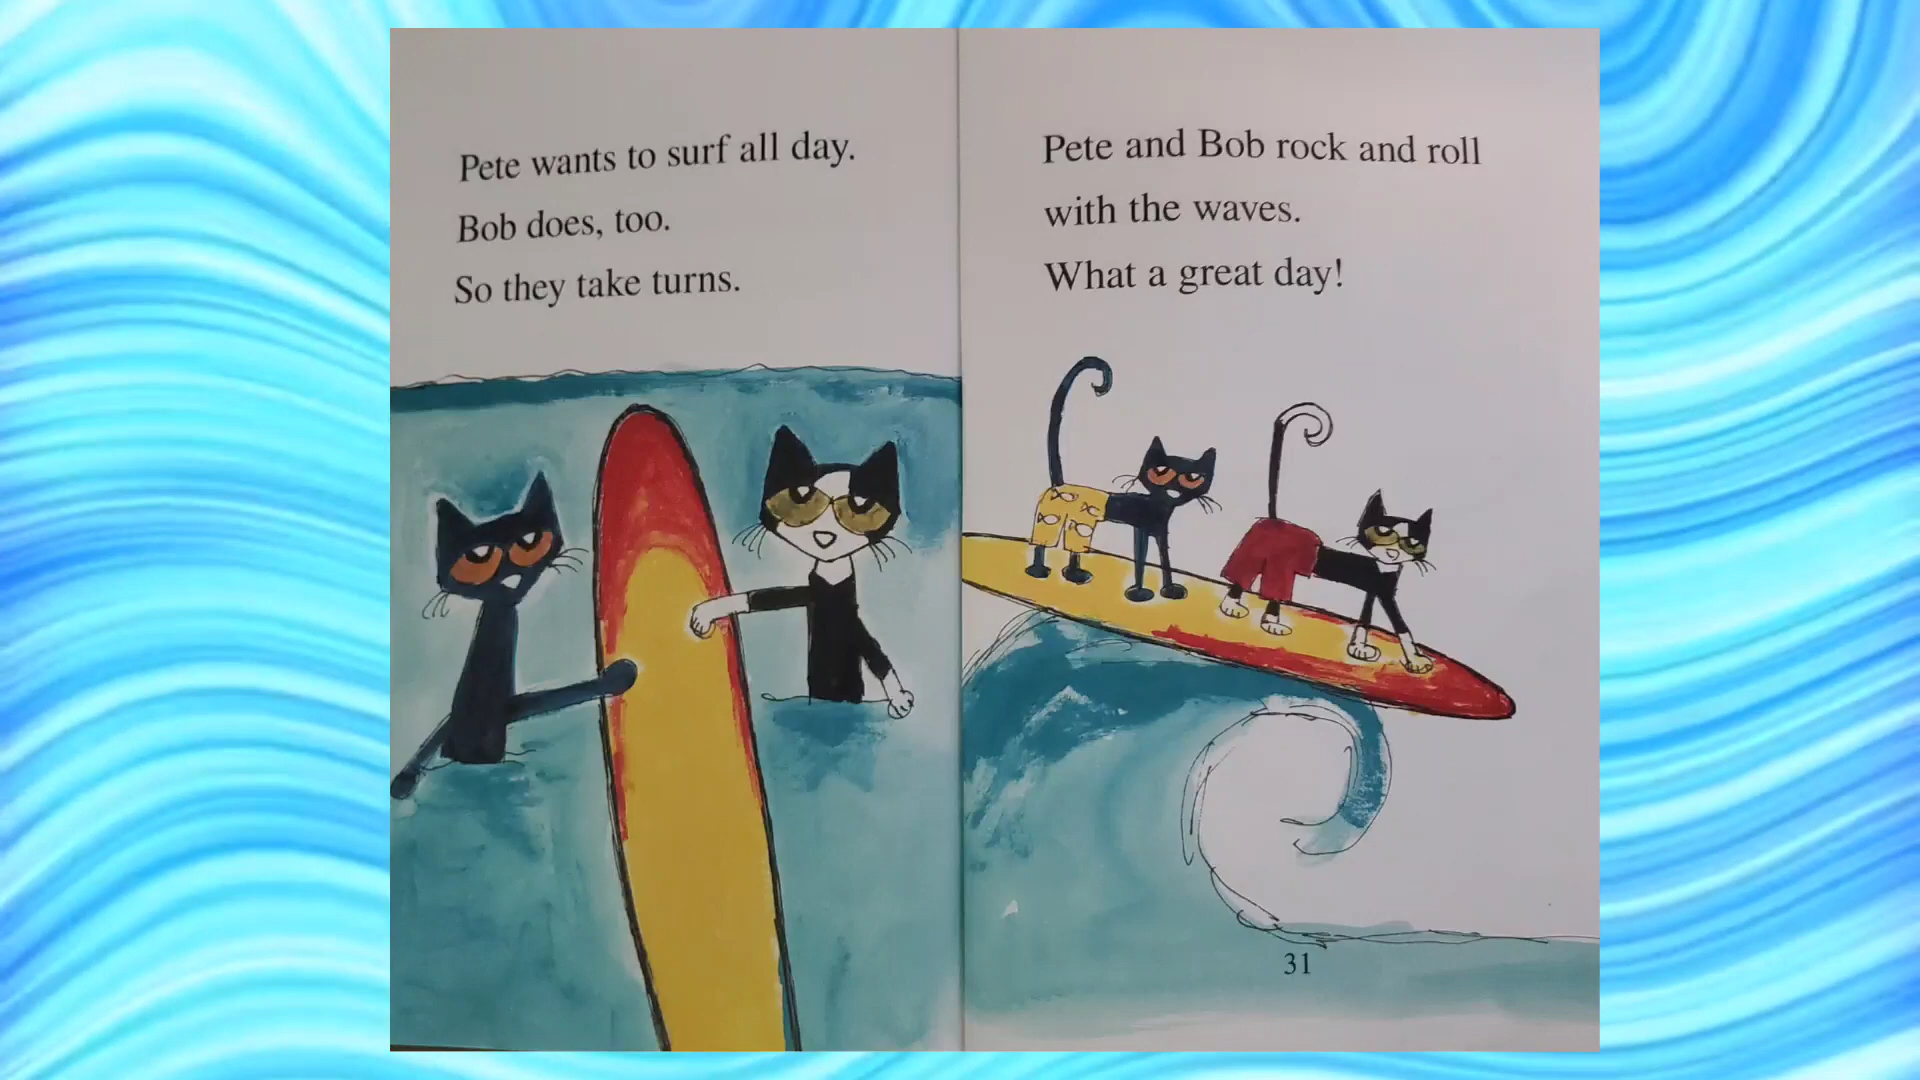 Pete wants to surf all day.
Bob does, too.
So they take turns.
Pete and Bob rock and roll
with the waves.
What a great day!
31